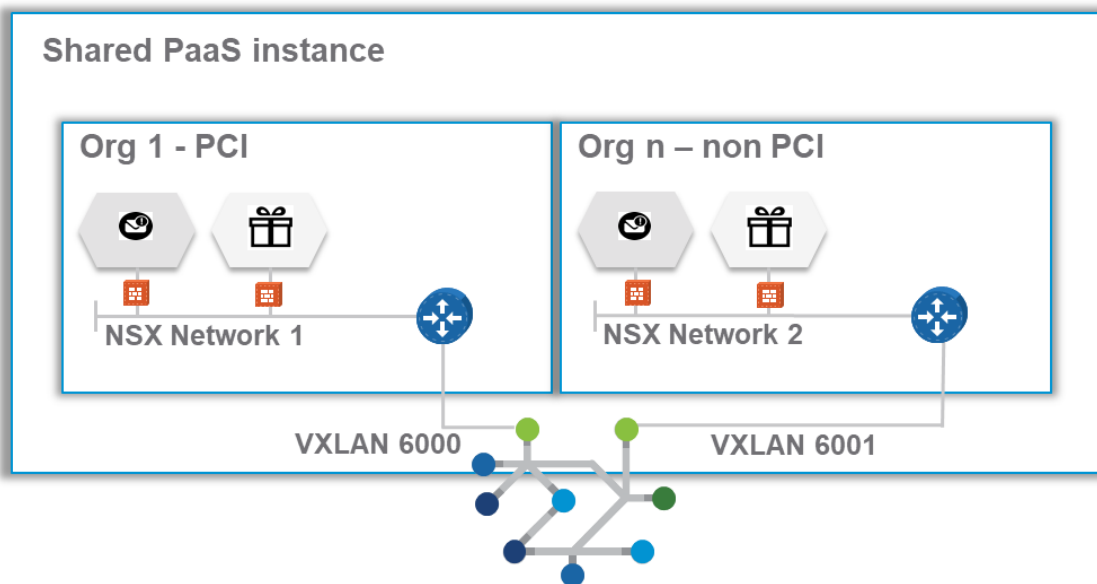 Shared PaaS instance
Org 1 - PCI
Org n – non PCI
NSX Network 1
NSX Network 2
VXLAN 6000
VXLAN 6001